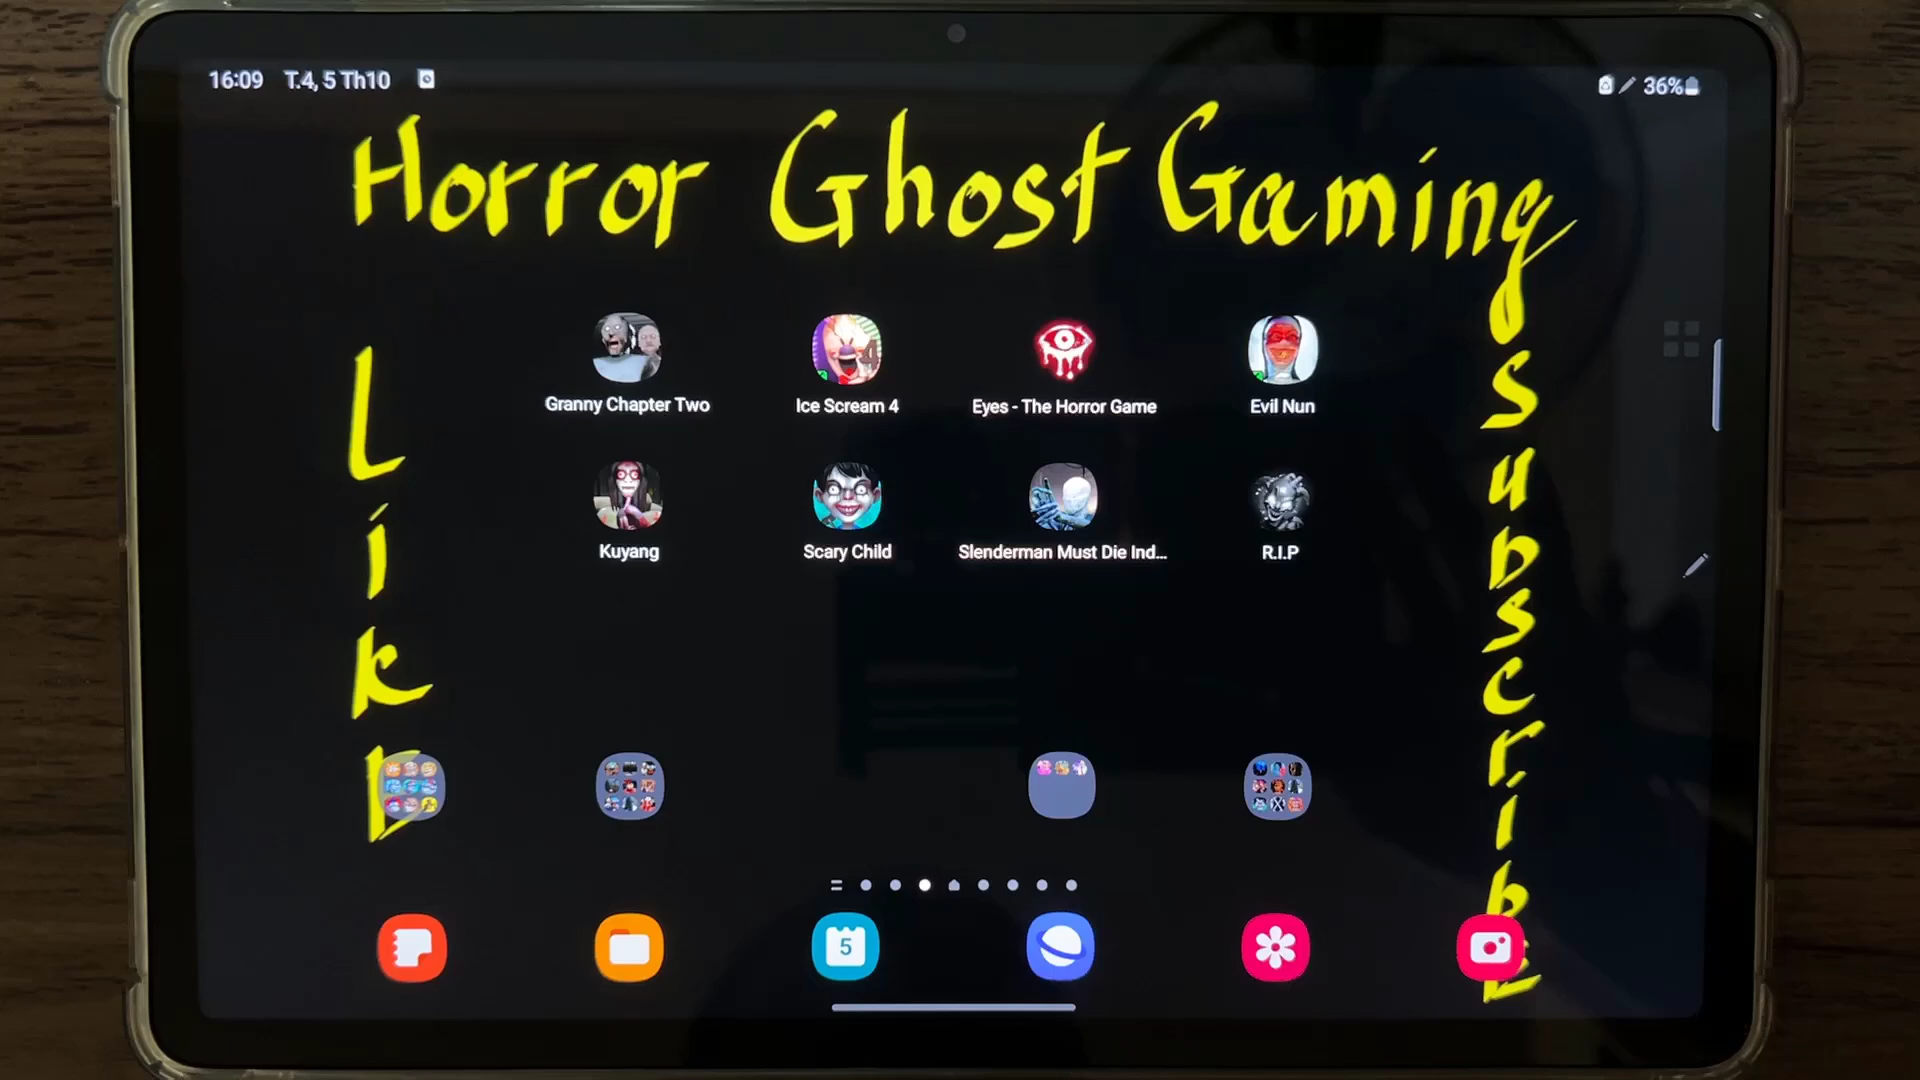 16:09 T.4, 5 Th10
36%
Horror Ghost Gaming
Like
Subscribe
Granny Chapter Two
Ice Scream 4
Eyes - The Horror Game
Evil Nun
Kuyang
Scary Child
Slenderman Must Die Ind...
R.I.P
5